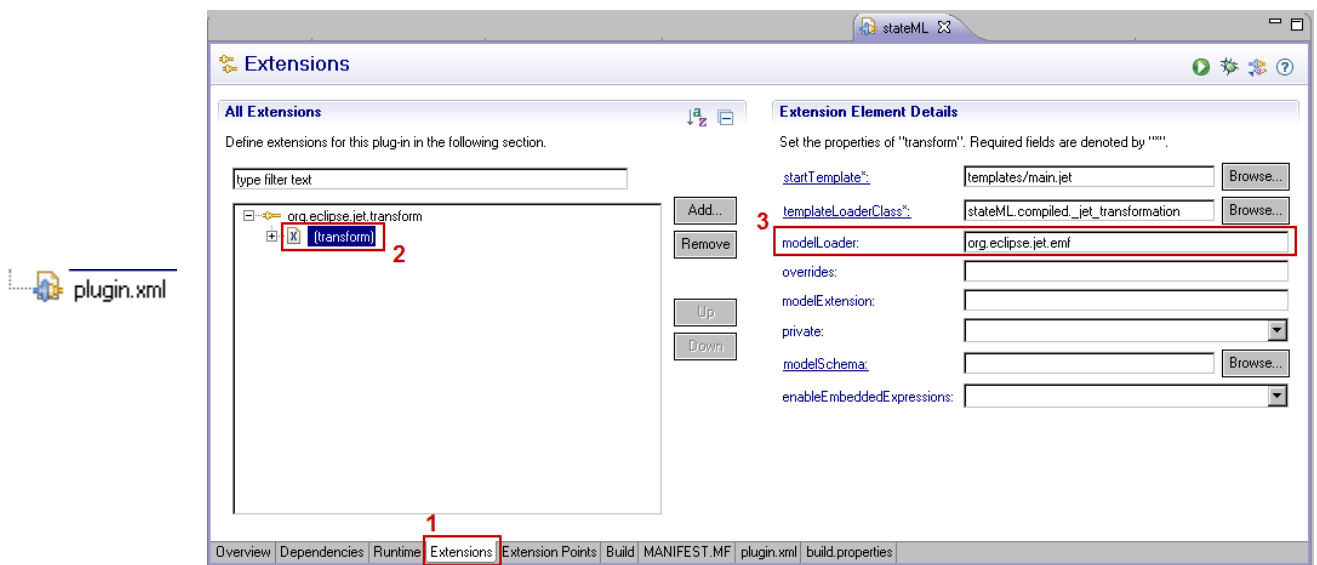 stateML
Extensions
All Extensions
Define extensions for this plug-in in the following section.
type filter text
org.eclipse.jet.transform
(transform)
2
Add...
Remove
Up
Down
Extension Element Details
Set the properties of "transform". Required fields are denoted by "*".
startTemplate*: templates/main.jet Browse...
3
templateLoaderClass*: stateML.compiled._jet_transformation Browse...
modelLoader: org.eclipse.jet.emf
overrides:
modelExtension:
private:
modelSchema: Browse...
enableEmbeddedExpressions:
plugin.xml
1
Overview Dependencies Runtime Extensions Extension Points Build MANIFEST.MF plugin.xml build.properties